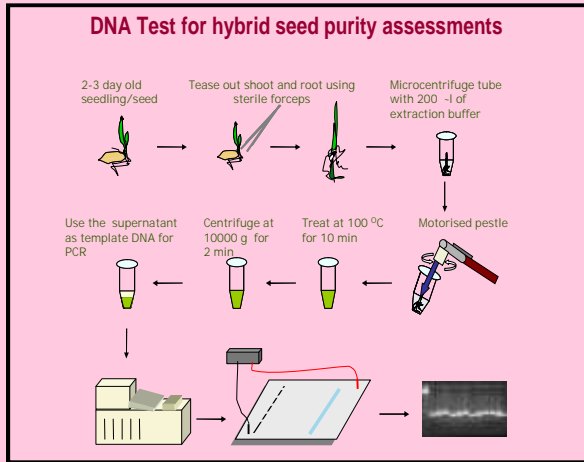 DNA Test for hybrid seed purity assessments
2-3 day old
seedling/seed
Tease out shoot and root using
sterile forceps
Microcentrifuge tube
with 200 -l of
extraction buffer
Motorised pestle
Treat at 100 ⁰C
for 10 min
Centrifuge at
10000 g for
2 min
Use the supernatant
as template DNA for
PCR